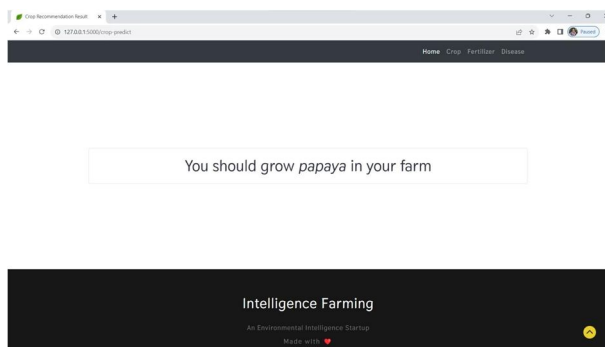 Crop Recommendation Result
127.0.0.1:5000/crop-predict
Paused
Home Crop Fertilizer Disease
You should grow papaya in your farm
Intelligence Farming
An Environmental Intelligence Startup
Made with